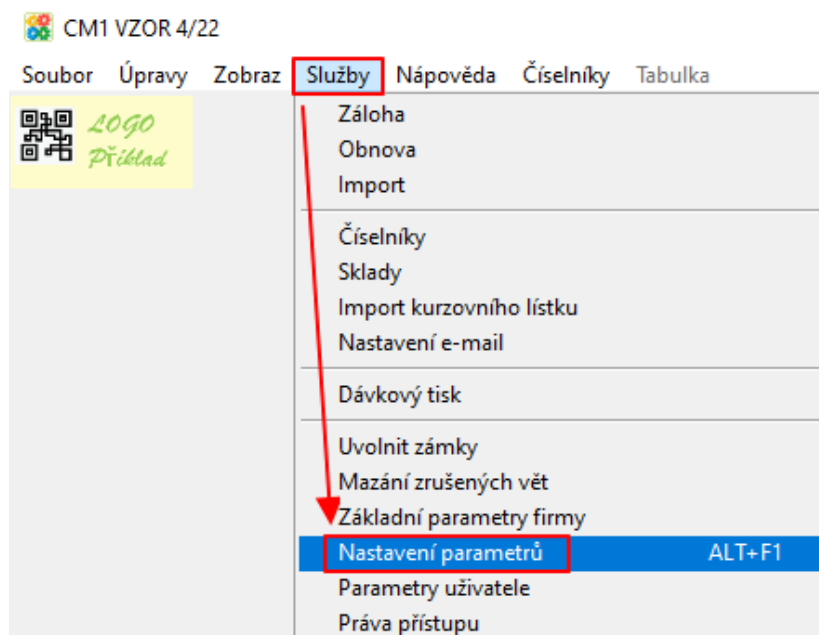 CM1 VZOR 4/22
Soubor Úpravy Zobraz Služby Nápověda Číselníky Tabulka
LOGO
Příklad
Záloha
Obnova
Import
Číselníky
Sklady
Import kurzovního lístku
Nastavení e-mail
Dávkový tisk
Uvolnit zámky
Mazání zrušených vět
Základní parametry firmy
Nastavení parametrů ALT+F1
Parametry uživatele
Práva přístupu